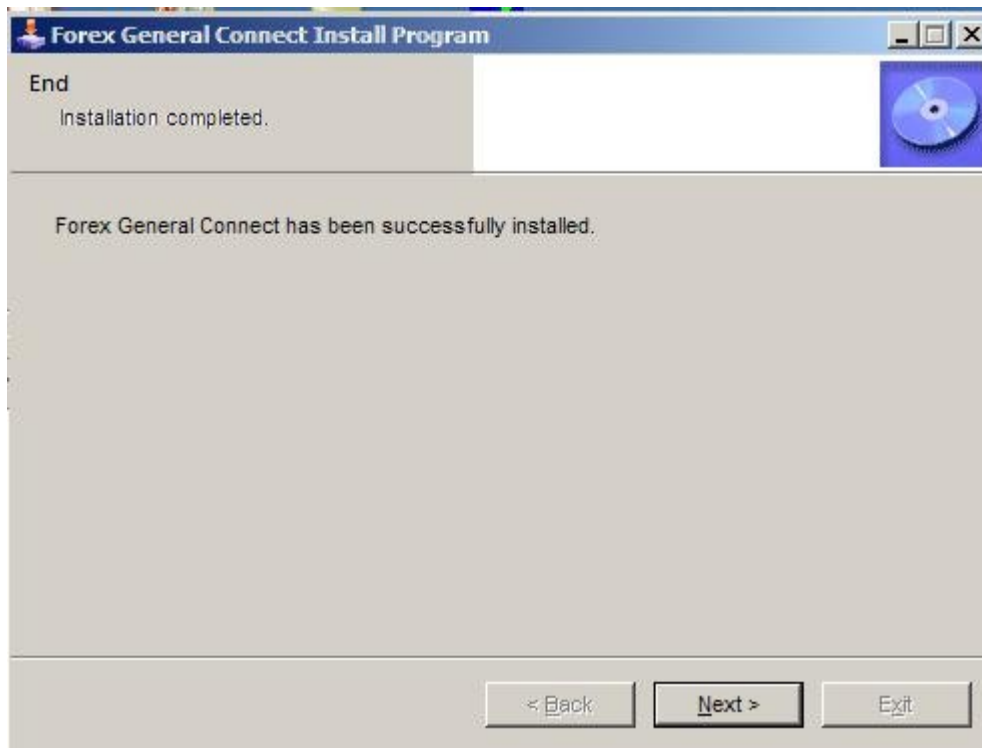 Forex General Connect Install Program
End
Installation completed.
Forex General Connect has been successfully installed.
< Back
Next >
Exit